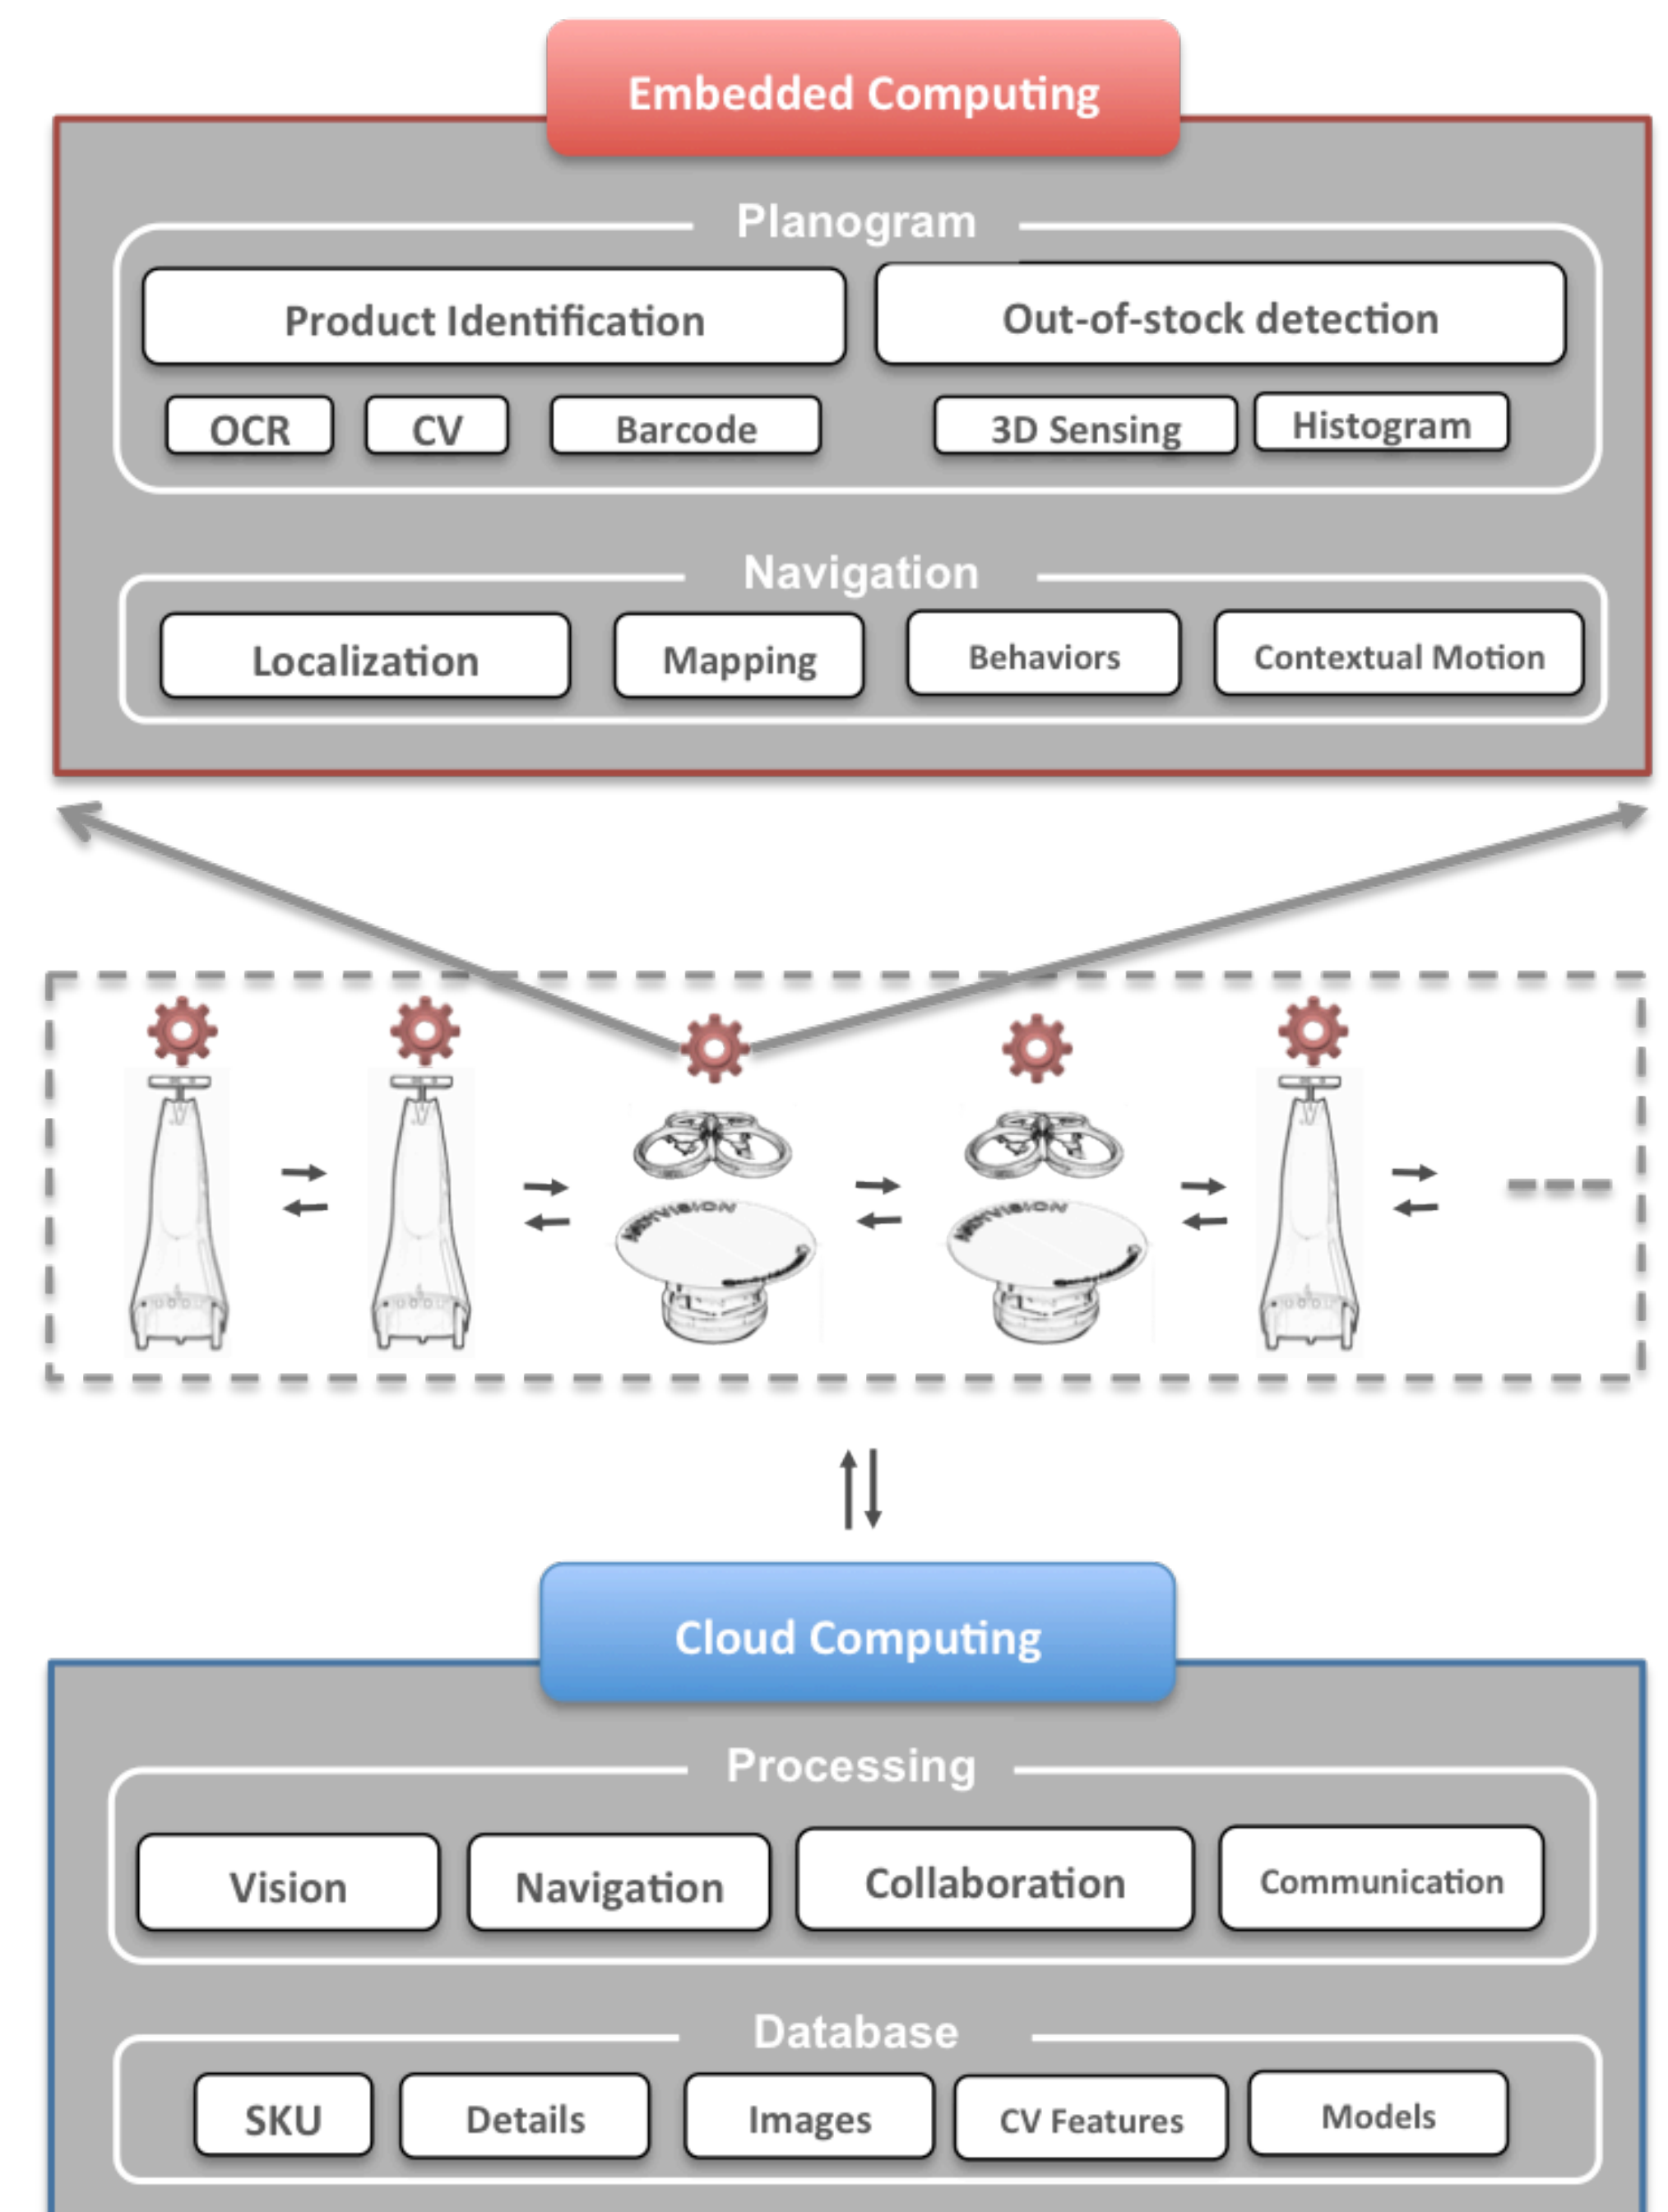 Embedded Computing
Planogram
Product Identification
Out-of-stock detection
OCR
CV
Barcode
3D Sensing
Histogram
Navigation
Localization
Mapping
Behaviors
Contextual Motion
Cloud Computing
Processing
Vision
Navigation
Collaboration
Communication
Database
SKU
Details
Images
CV Features
Models